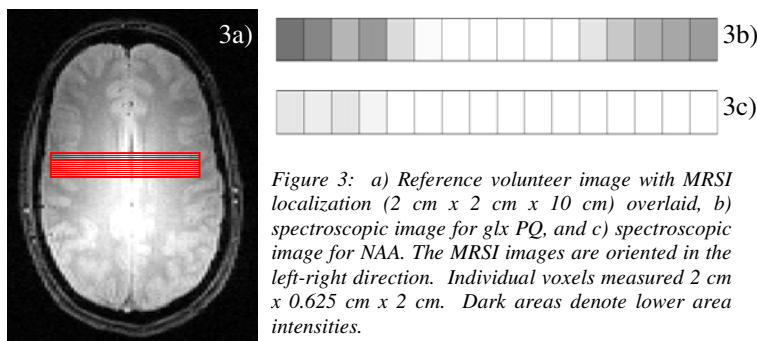 3a)
3b)
3c)
Figure 3: a) Reference volunteer image with MRSI
localization (2 cm x 2 cm x 10 cm) overlaid, b)
spectroscopic image for glx PQ, and c) spectroscopic
image for NAA. The MRSI images are oriented in the
left-right direction. Individual voxels measured 2 cm
x 0.625 cm x 2 cm. Dark areas denote lower area
intensities.